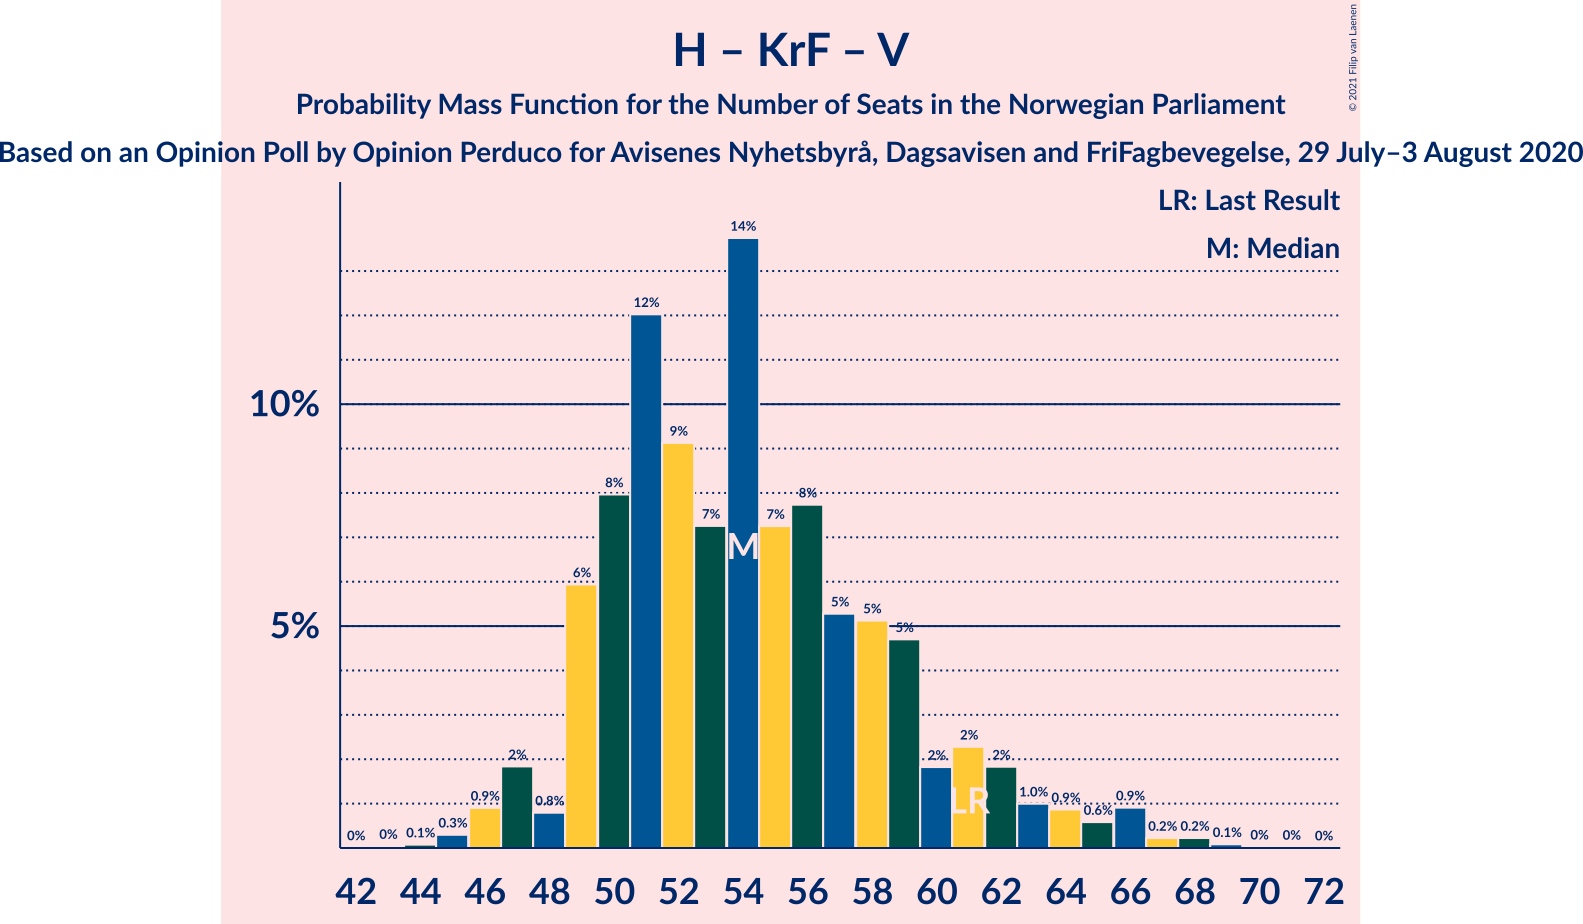 H – KrF – V
Probability Mass Function for the Number of Seats in the Norwegian Parliament
Based on an Opinion Poll by Opinion Perduco for Avisenes Nyhetsbyrå, Dagsavisen and FriFagbevegelse, 29 July–3 August 2020
© 2021 Filip van Laenen
LR: Last Result
M: Median
10%
5%
0% 0% 0.1% 0.3% 0.9% 2% 0.8% 6% 8% 12% 9% 7% 14% 7% 8% 5% 5% 5% 2% 2% 2% 1.0% 0.9% 0.6% 0.9% 0.2% 0.2% 0.1% 0% 0% 0%
M
LR
42 44 46 48 50 52 54 56 58 60 62 64 66 68 70 72